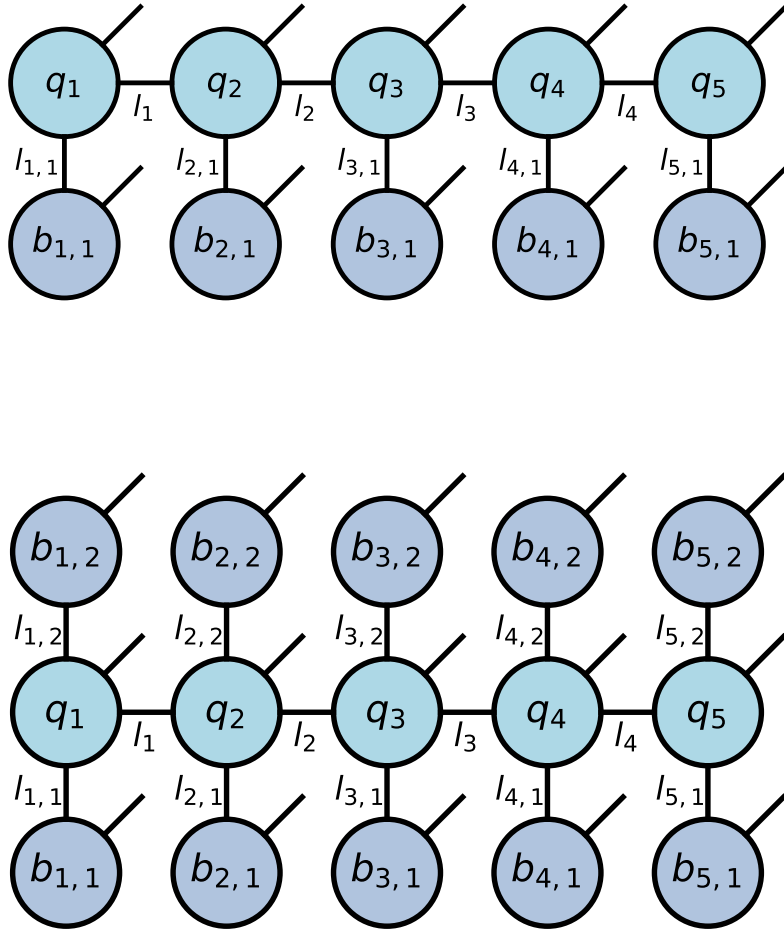 q₁ q₂ q₃ q₄ q₅
l₁ l₂ l₃ l₄
l₁,₁ l₂,₁ l₃,₁ l₄,₁ l₅,₁
b₁,₁ b₂,₁ b₃,₁ b₄,₁ b₅,₁
b₁,₂ b₂,₂ b₃,₂ b₄,₂ b₅,₂
l₁,₂ l₂,₂ l₃,₂ l₄,₂ l₅,₂
q₁ q₂ q₃ q₄ q₅
l₁ l₂ l₃ l₄
l₁,₁ l₂,₁ l₃,₁ l₄,₁ l₅,₁
b₁,₁ b₂,₁ b₃,₁ b₄,₁ b₅,₁